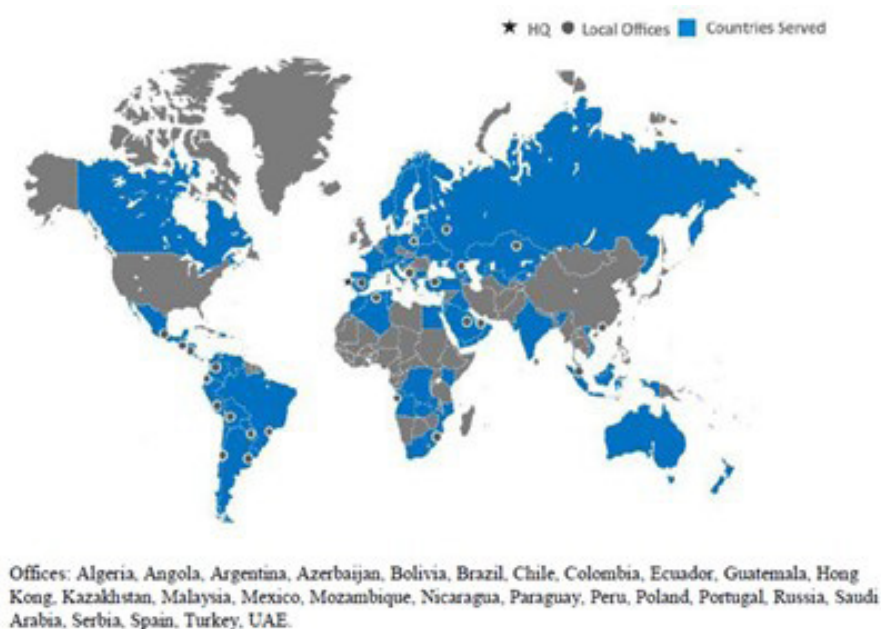 HQ Local Offices Countries Served
Offices: Algeria, Angola, Argentina, Azerbaijan, Bolivia, Brazil, Chile, Colombia, Ecuador, Guatemala, Hong
Kong, Kazakhstan, Malaysia, Mexico, Mozambique, Nicaragua, Paraguay, Peru, Poland, Portugal, Russia, Saudi
Arabia, Serbia, Spain, Turkey, UAE.